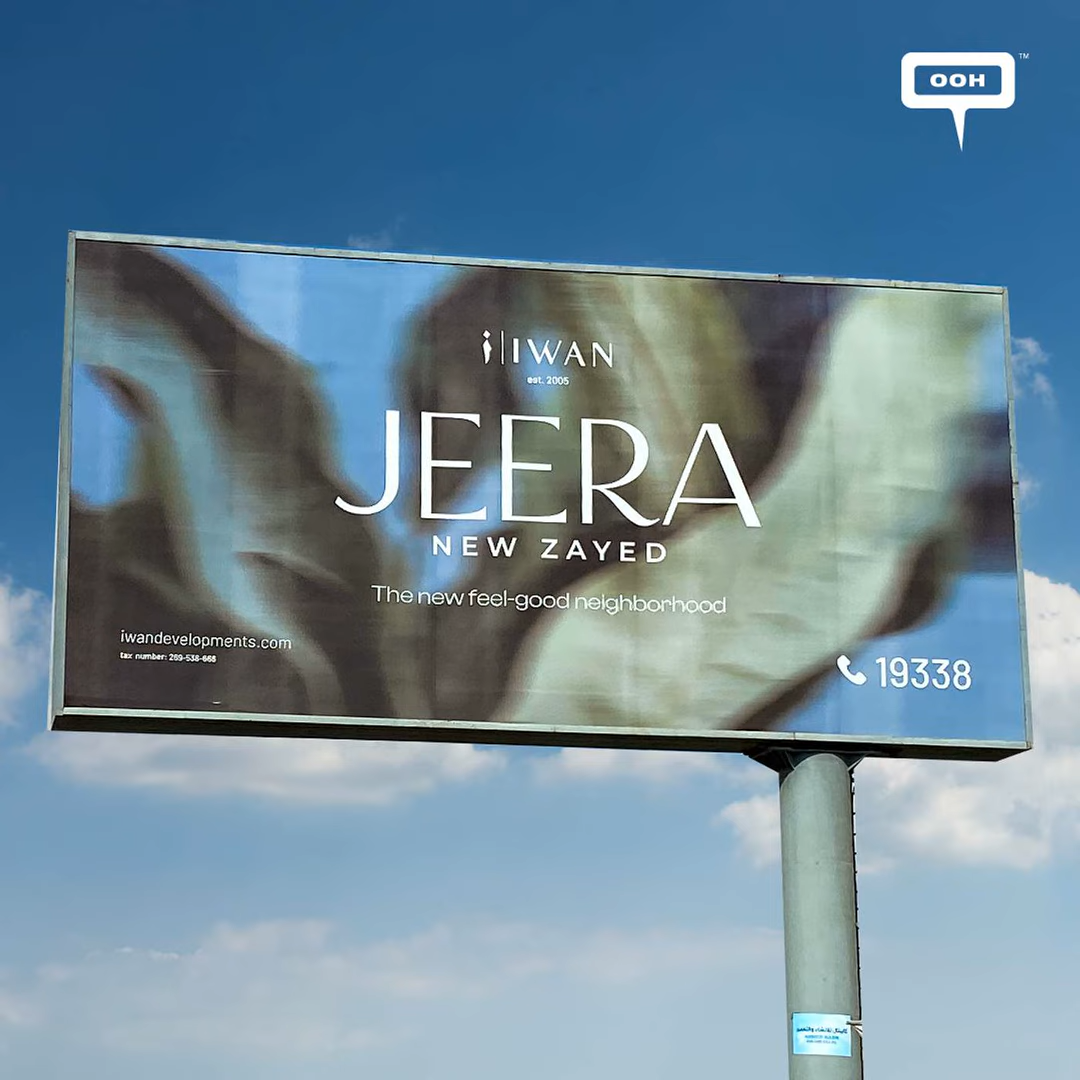 OOH
TM
IWAN
est. 2005
JEERA
NEW ZAYED
The new feel-good neighborhood
iwandevelopments.com
tax number: 269-538-668
19338